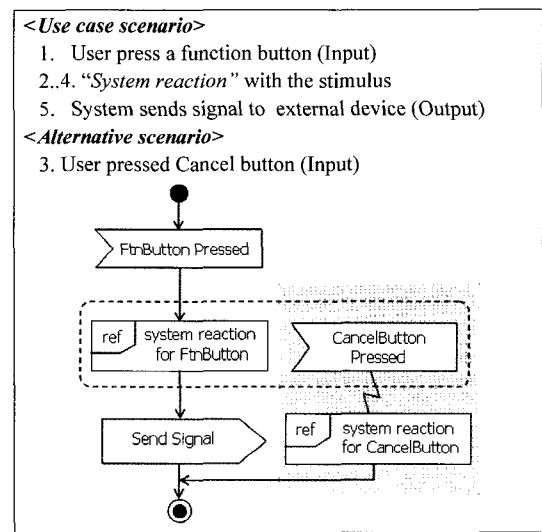 <Use case scenario>
1. User press a function button (Input)
2..4. “System reaction” with the stimulus
5. System sends signal to external device (Output)
<Alternative scenario>
3. User pressed Cancel button (Input)
FtnButton Pressed
ref
system reaction
for FtnButton
CancelButton
Pressed
Send Signal
ref
system reaction
for CancelButton